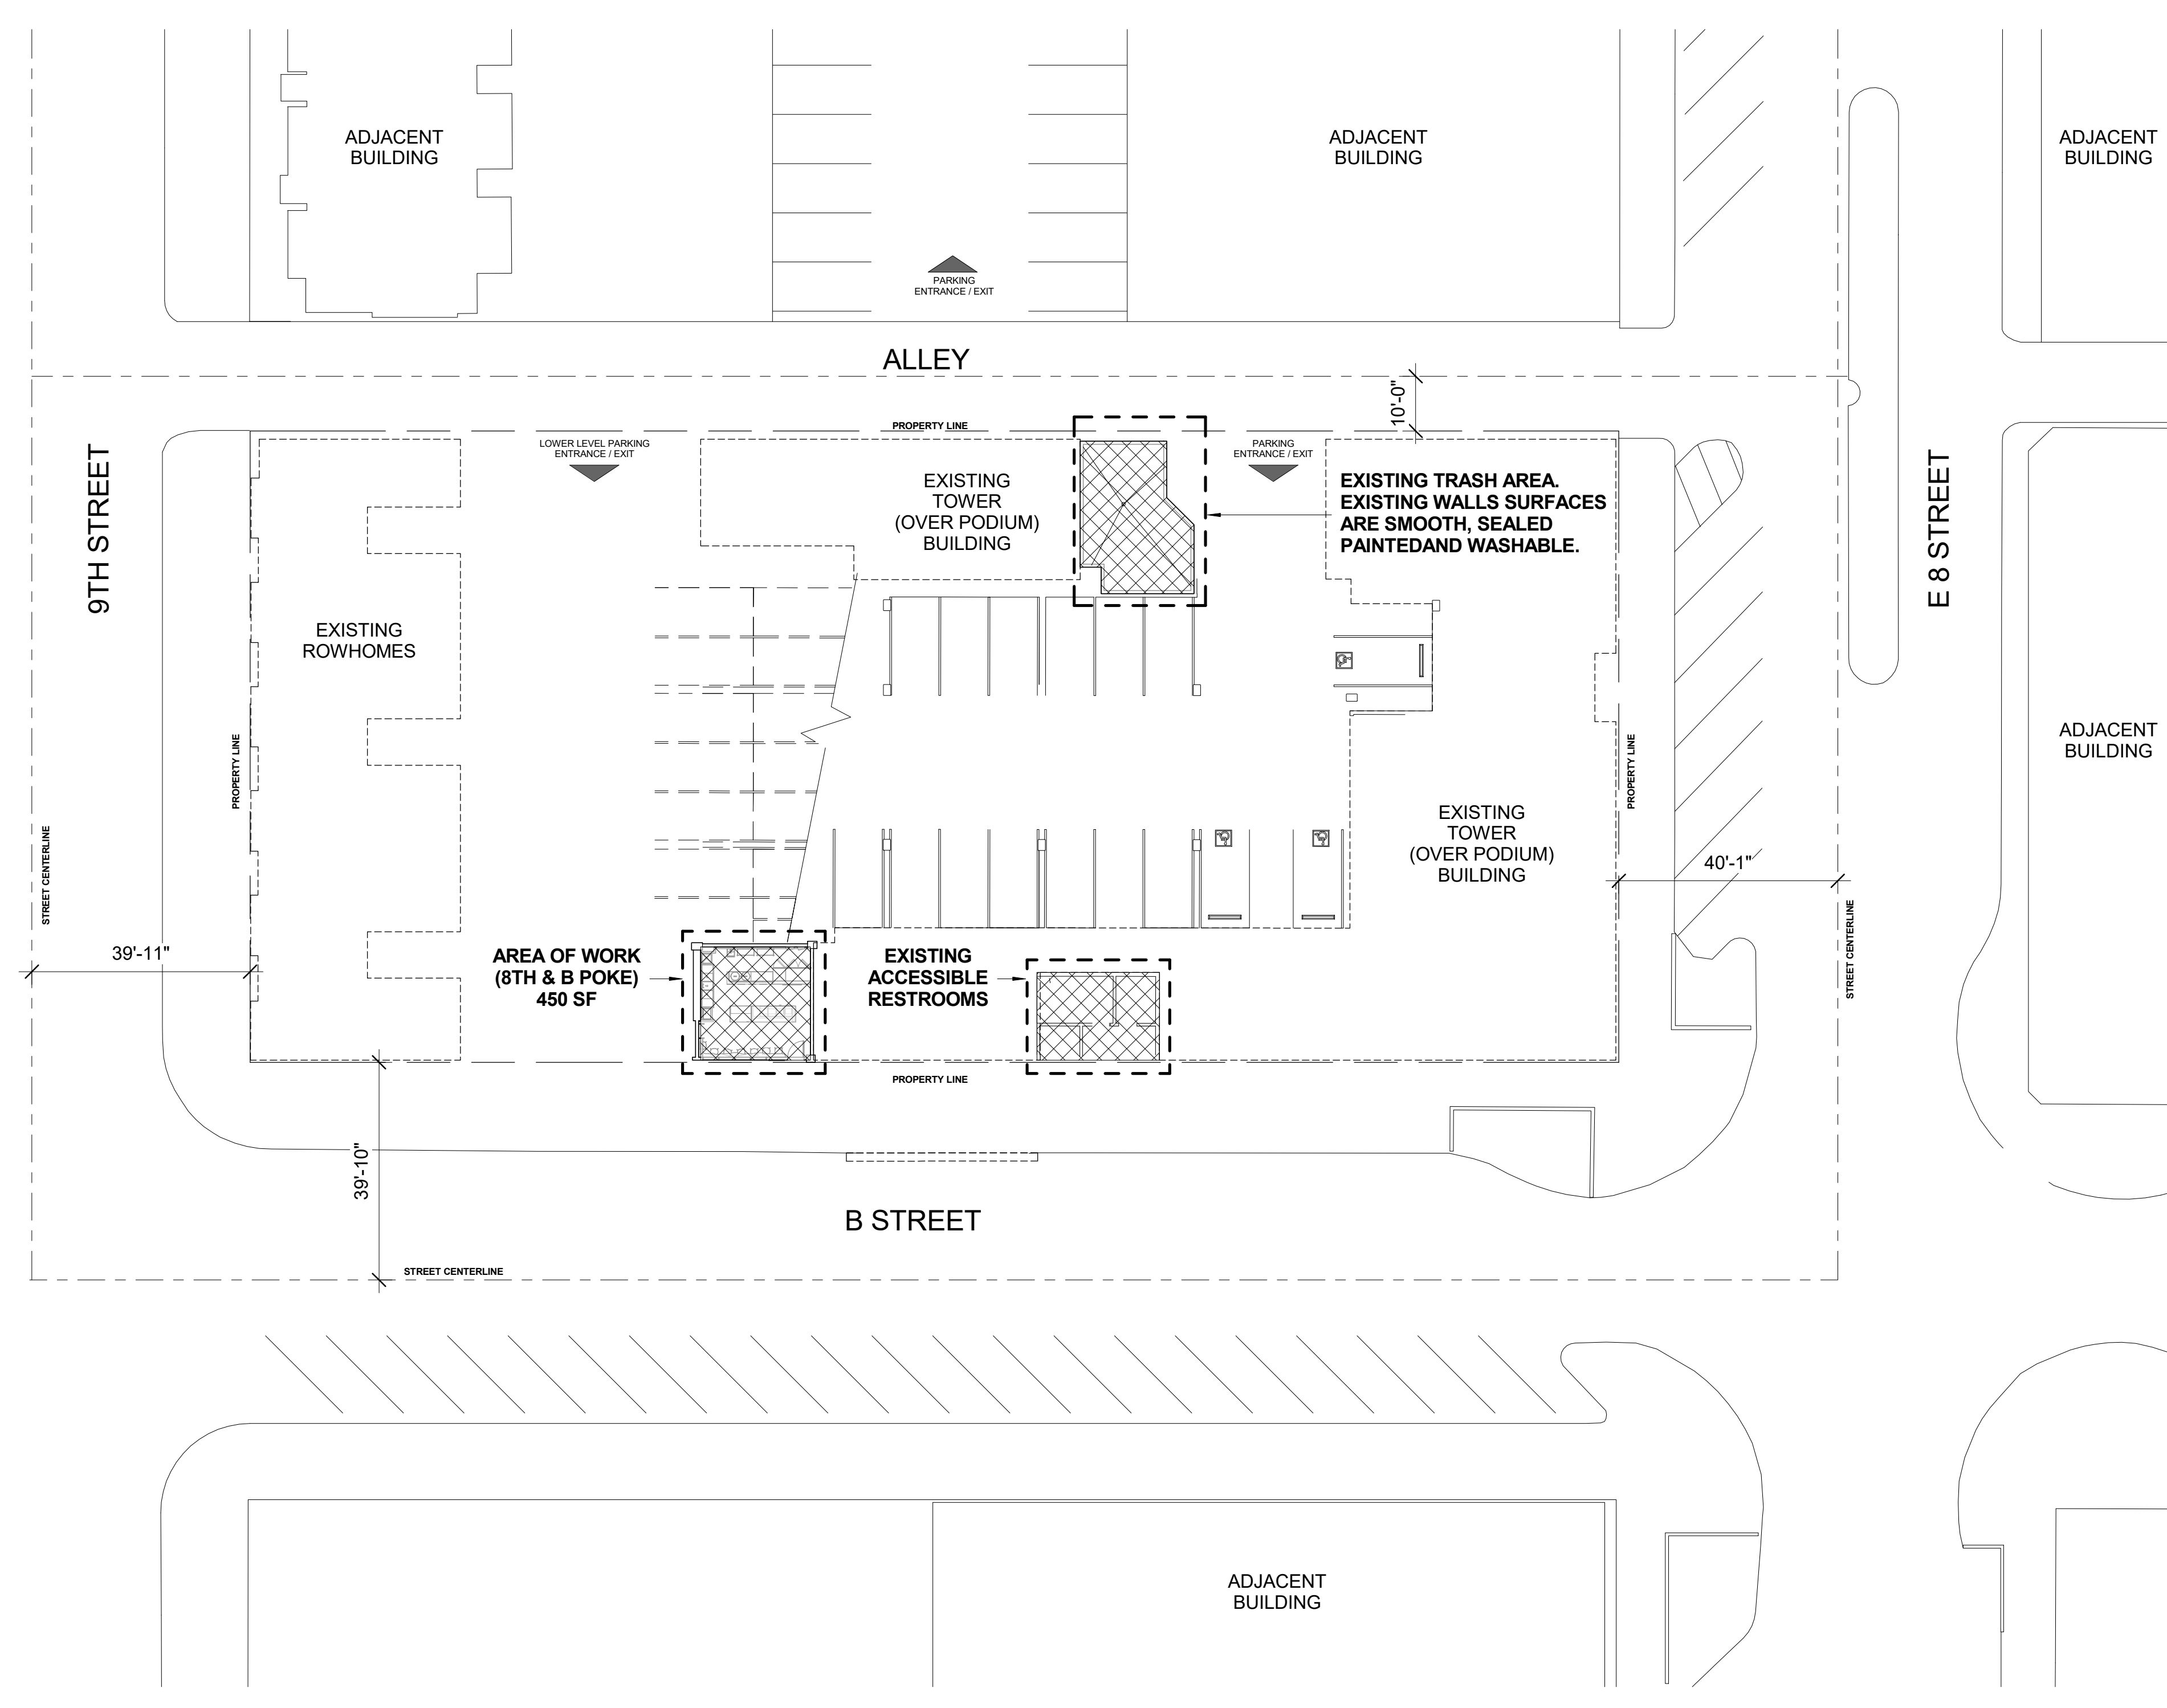 ADJACENT
BUILDING
ADJACENT
BUILDING
ADJACENT
BUILDING
PARKING
ENTRANCE / EXIT
ALLEY
10'-0"
PROPERTY LINE
LOWER LEVEL PARKING
ENTRANCE / EXIT
PARKING
ENTRANCE / EXIT
9TH STREET
E 8 STREET
EXISTING
TOWER
(OVER PODIUM)
BUILDING
EXISTING TRASH AREA.
EXISTING WALLS SURFACES
ARE SMOOTH, SEALED
PAINTEDAND WASHABLE.
EXISTING
ROWHOMES
PROPERTY LINE
PROPERTY LINE
ADJACENT
BUILDING
EXISTING
TOWER
(OVER PODIUM)
BUILDING
STREET CENTERLINE
40'-1"
STREET CENTERLINE
39'-11"
AREA OF WORK
(8TH & B POKE)
450 SF
EXISTING
ACCESSIBLE
RESTROOMS
PROPERTY LINE
39'-10"
B STREET
STREET CENTERLINE
ADJACENT
BUILDING